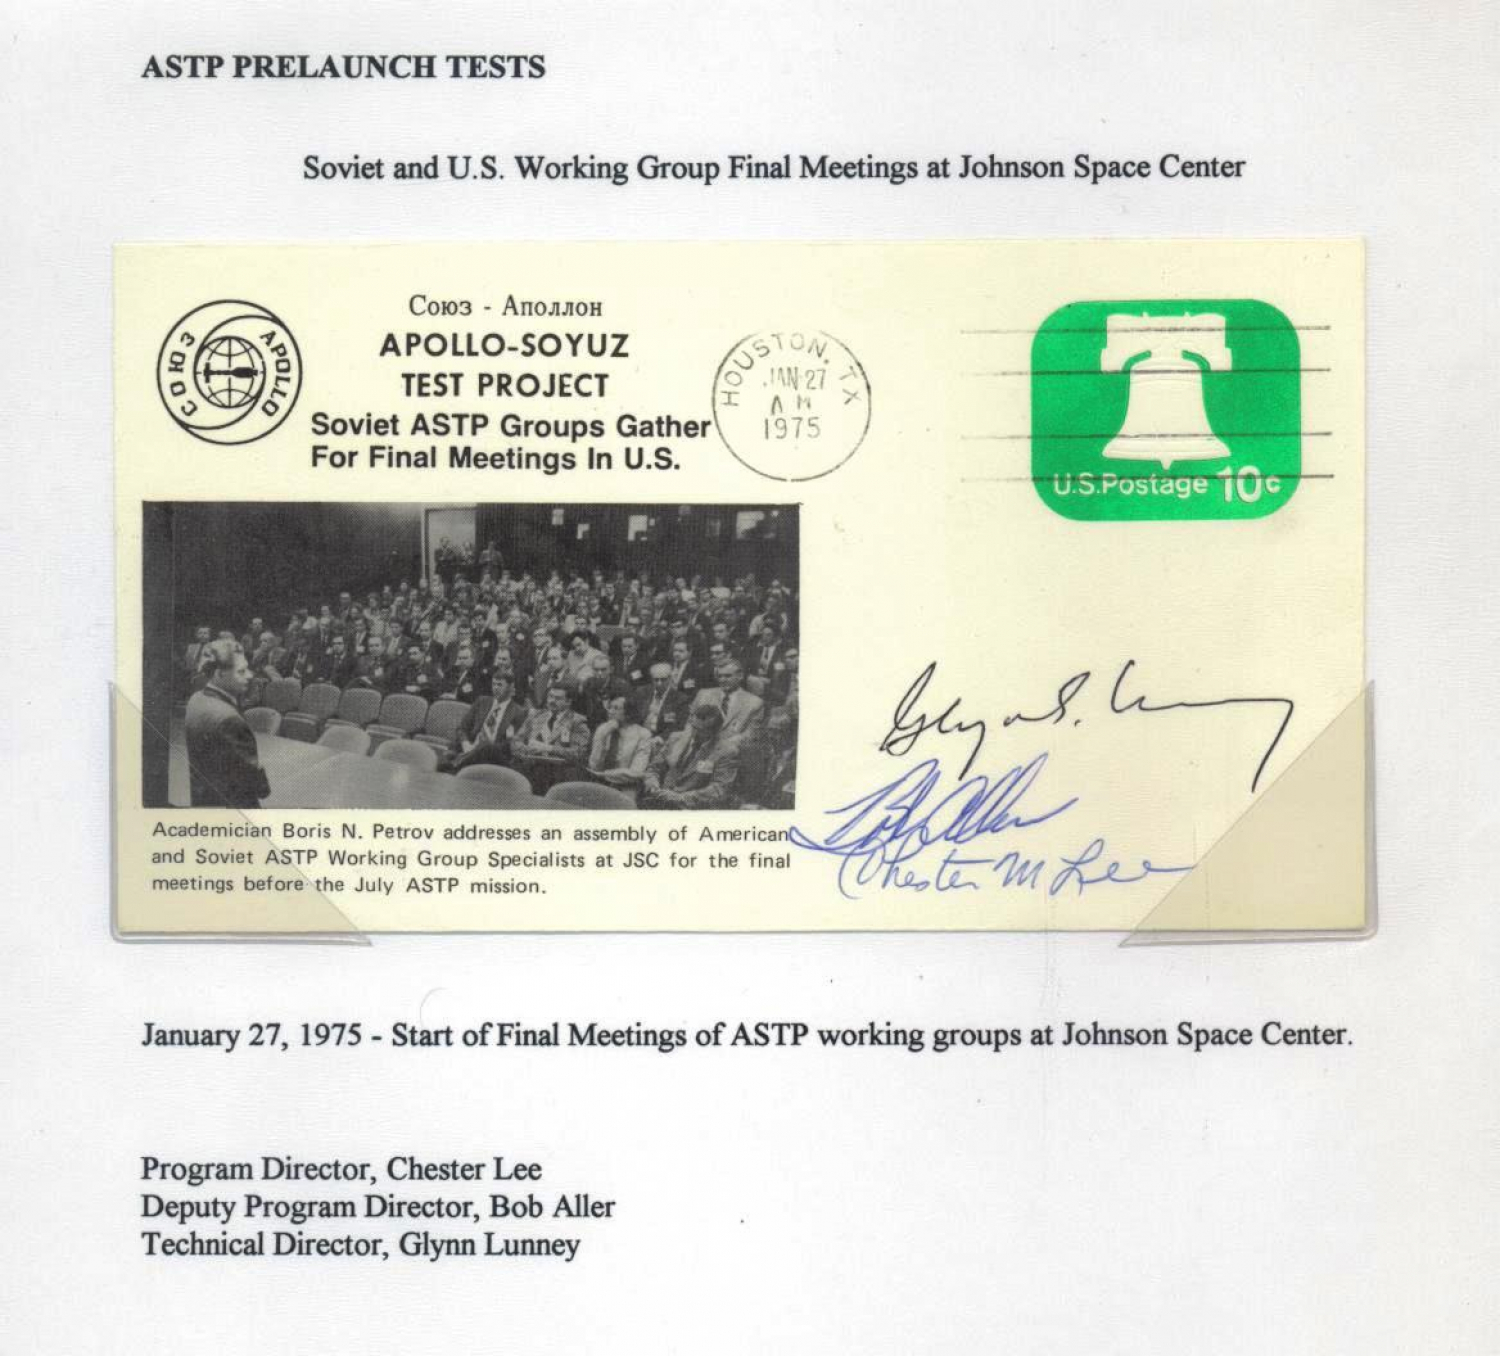 ASTP PRELAUNCH TESTS
Soviet and U.S. Working Group Final Meetings at Johnson Space Center
СОЮЗ APOLLO
Союз - Аполлон
APOLLO-SOYUZ
TEST PROJECT
Soviet ASTP Groups Gather
For Final Meetings In U.S.
HOUSTON, TX
JAN 27
AM
1975
U.S.Postage 10c
Glynn S. Lunney
Bob Aller
Chester M Lee
Academician Boris N. Petrov addresses an assembly of American
and Soviet ASTP Working Group Specialists at JSC for the final
meetings before the July ASTP mission.
January 27, 1975 - Start of Final Meetings of ASTP working groups at Johnson Space Center.
Program Director, Chester Lee
Deputy Program Director, Bob Aller
Technical Director, Glynn Lunney